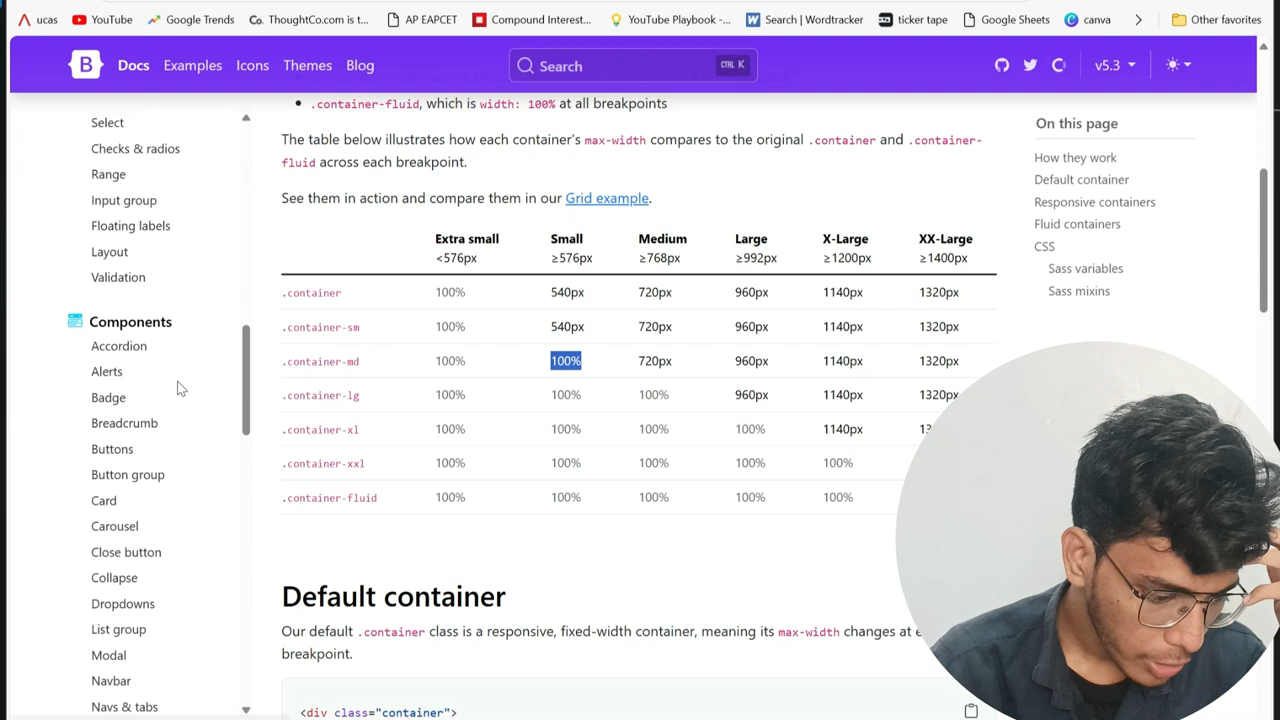 ucas YouTube Google Trends Co. ThoughtCo.com is t... AP EAPCET Compound Interest... YouTube Playbook -... W Search | Wordtracker ticker tape Google Sheets C canva Other favorites
B Docs Examples Icons Themes Blog Search CTRL K v5.3
Select
Checks & radios
Range
Input group
Floating labels
Layout
Validation
Components
Accordion
Alerts
Badge
Breadcrumb
Buttons
Button group
Card
Carousel
Close button
Collapse
Dropdowns
List group
Modal
Navbar
Navs & tabs
• .container-fluid, which is width: 100% at all breakpoints
The table below illustrates how each container's max-width compares to the original .container and .container-
fluid across each breakpoint.
See them in action and compare them in our Grid example.
Extra small Small Medium Large X-Large XX-Large
<576px ≥576px ≥768px ≥992px ≥1200px ≥1400px
.container 100% 540px 720px 960px 1140px 1320px
.container-sm 100% 540px 720px 960px 1140px 1320px
.container-md 100% 100% 720px 960px 1140px 1320px
.container-lg 100% 100% 100% 960px 1140px 1320px
.container-xl 100% 100% 100% 100% 1140px
.container-xxl 100% 100% 100% 100% 100%
.container-fluid 100% 100% 100% 100% 100%
Default container
Our default .container class is a responsive, fixed-width container, meaning its max-width changes at
breakpoint.
<div class="container">
On this page
How they work
Default container
Responsive containers
Fluid containers
CSS
Sass variables
Sass mixins